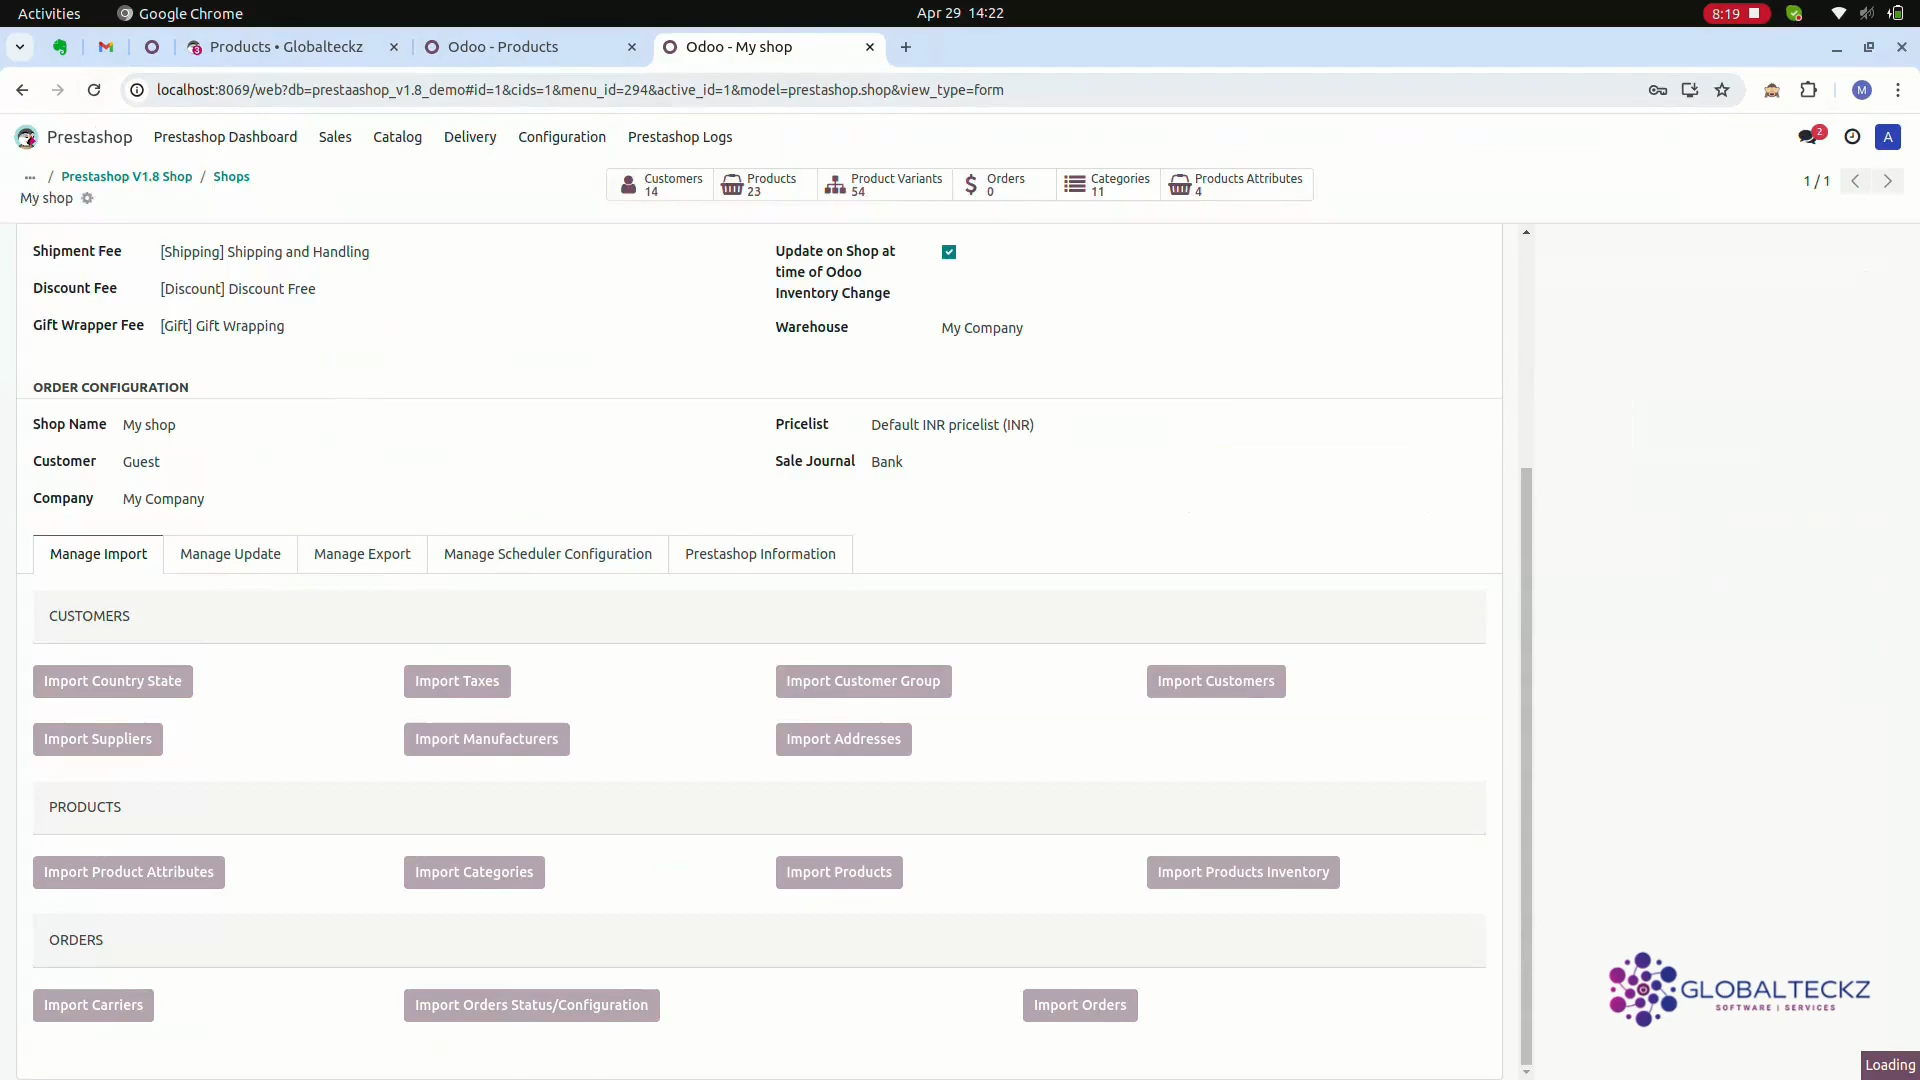 Activities
Google Chrome
Apr 29 14:22
8:19
Products • Globalteckz
Odoo - Products
Odoo - My shop
localhost:8069/web?db=prestaashop_v1.8_demo#id=1&cids=1&menu_id=294&active_id=1&model=prestashop.shop&view_type=form
M
Prestashop
Prestashop Dashboard
Sales
Catalog
Delivery
Configuration
Prestashop Logs
2
A
... / Prestashop V1.8 Shop / Shops
My shop
Customers
14
Products
23
Product Variants
54
Orders
0
Categories
11
Products Attributes
4
1 / 1
Shipment Fee
[Shipping] Shipping and Handling
Discount Fee
[Discount] Discount Free
Gift Wrapper Fee
[Gift] Gift Wrapping
Update on Shop at
time of Odoo
Inventory Change
Warehouse
My Company
ORDER CONFIGURATION
Shop Name
My shop
Customer
Guest
Company
My Company
Pricelist
Default INR pricelist (INR)
Sale Journal
Bank
Manage Import
Manage Update
Manage Export
Manage Scheduler Configuration
Prestashop Information
CUSTOMERS
Import Country State
Import Taxes
Import Customer Group
Import Customers
Import Suppliers
Import Manufacturers
Import Addresses
PRODUCTS
Import Product Attributes
Import Categories
Import Products
Import Products Inventory
ORDERS
Import Carriers
Import Orders Status/Configuration
Import Orders
GLOBALTECKZ
SOFTWARE | SERVICES
Loading